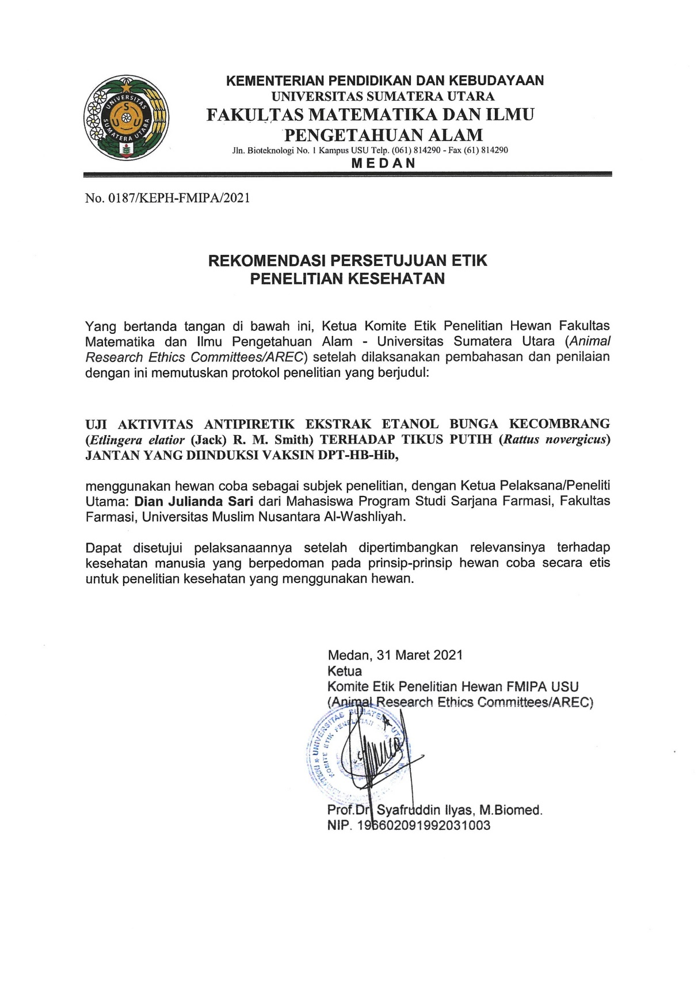 KEMENTERIAN PENDIDIKAN DAN KEBUDAYAAN
UNIVERSITAS SUMATERA UTARA
FAKULTAS MATEMATIKA DAN ILMU
PENGETAHUAN ALAM
Jln. Bioteknologi No. 1 Kampus USU Telp. (061) 814290 - Fax (61) 814290
MEDAN
UNIVERSITAS
SUMATERA UTARA
USU
No. 0187/KEPH-FMIPA/2021
REKOMENDASI PERSETUJUAN ETIK
PENELITIAN KESEHATAN
Yang bertanda tangan di bawah ini, Ketua Komite Etik Penelitian Hewan Fakultas
Matematika dan Ilmu Pengetahuan Alam - Universitas Sumatera Utara (Animal
Research Ethics Committees/AREC) setelah dilaksanakan pembahasan dan penilaian
dengan ini memutuskan protokol penelitian yang berjudul:
UJI AKTIVITAS ANTIPIRETIK EKSTRAK ETANOL BUNGA KECOMBRANG
(Etlingera elatior (Jack) R. M. Smith) TERHADAP TIKUS PUTIH (Rattus novergicus)
JANTAN YANG DIINDUKSI VAKSIN DPT-HB-Hib,
menggunakan hewan coba sebagai subjek penelitian, dengan Ketua Pelaksana/Peneliti
Utama: Dian Julianda Sari dari Mahasiswa Program Studi Sarjana Farmasi, Fakultas
Farmasi, Universitas Muslim Nusantara Al-Washliyah.
Dapat disetujui pelaksanaannya setelah dipertimbangkan relevansinya terhadap
kesehatan manusia yang berpedoman pada prinsip-prinsip hewan coba secara etis
untuk penelitian kesehatan yang menggunakan hewan.
Medan, 31 Maret 2021
Ketua
Komite Etik Penelitian Hewan FMIPA USU
(Animal Research Ethics Committees/AREC)
UNIVERSITAS SUMATERA UTARA
KOMITE ETIK PENELITIAN
Prof.Dr. Syafruddin Ilyas, M.Biomed.
NIP. 196602091992031003